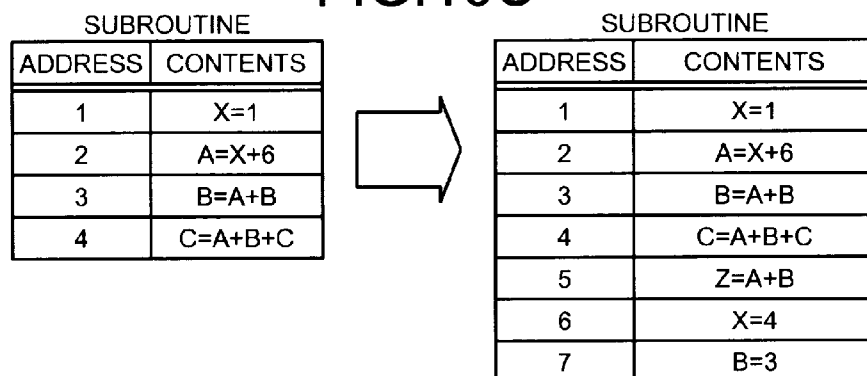 SUBROUTINE
ADDRESS CONTENTS
1 X=1
2 A=X+6
3 B=A+B
4 C=A+B+C
SUBROUTINE
ADDRESS CONTENTS
1 X=1
2 A=X+6
3 B=A+B
4 C=A+B+C
5 Z=A+B
6 X=4
7 B=3